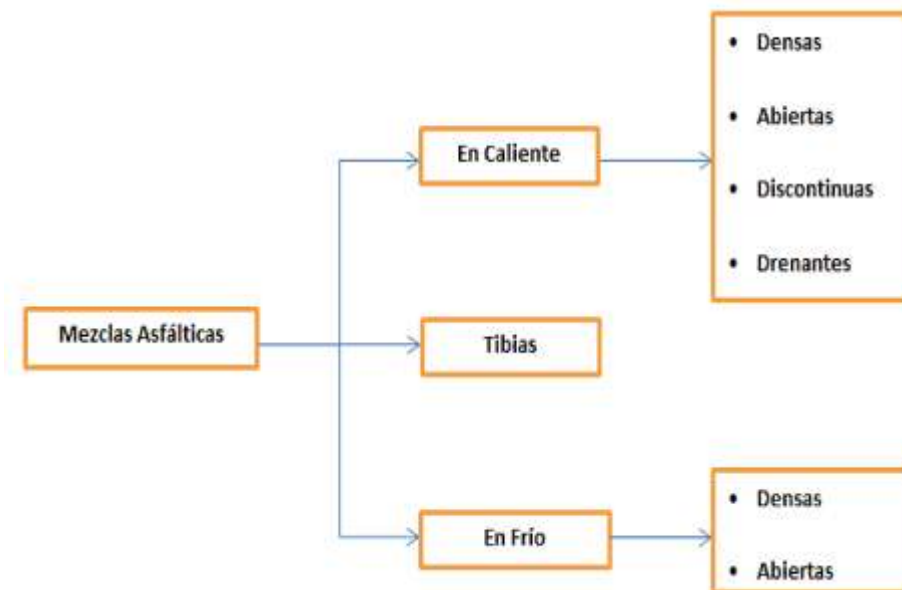 Mezclas Asfálticas
En Caliente
• Densas
• Abiertas
• Discontinuas
• Drenantes
Tibias
En Frío
• Densas
• Abiertas